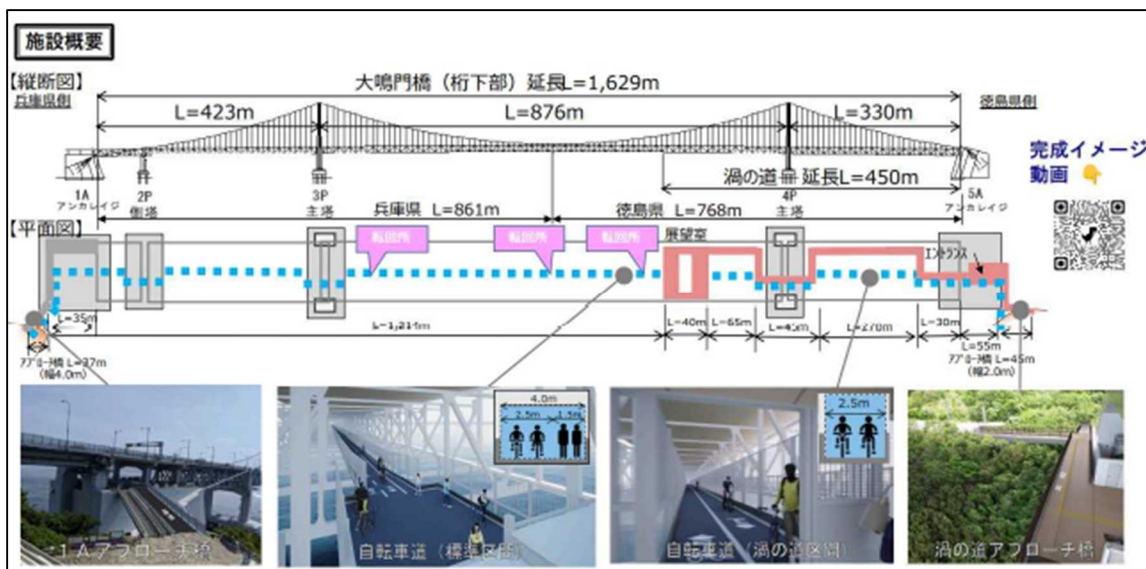 施設概要
【縦断図】
兵庫県側
大鳴門橋（桁下部）延長L=1,629m
徳島県側
L=423m
L=876m
L=330m
完成イメージ
動画 👇
渦の道 延長L=450m
1A
アンカレイジ
2P
側塔
3P
主塔
4P
主塔
5A
アンカレイジ
兵庫県 L=861m
徳島県 L=768m
【平面図】
転回所
転回所
転回所
展望室
エントランス
L=35m
L=1,214m
L=40m
L=65m
L=45m
L=270m
L=30m
L=55m
アプローチ橋 L=37m
（幅4.0m）
アプローチ橋 L=45m
（幅2.0m）
4.0m
2.5m
1.5m
2.5m
1Aアプローチ橋
自転車道（標準区間）
自転車道（渦の道区間）
渦の道アプローチ橋